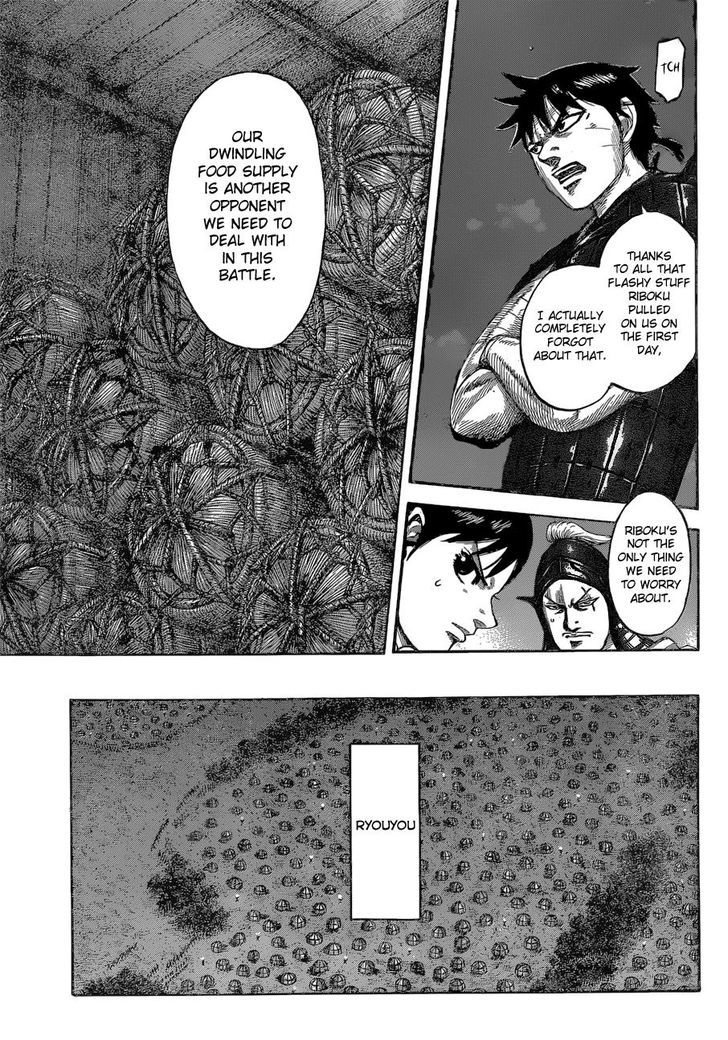 TCH
THANKS
TO ALL THAT
FLASHY STUFF
RIBOKU
PULLED
ON US ON
THE FIRST
DAY,
I ACTUALLY
COMPLETELY
FORGOT
ABOUT THAT.
RIBOKU'S
NOT THE
ONLY THING
WE NEED
TO WORRY
ABOUT.
OUR
DWINDLING
FOOD SUPPLY
IS ANOTHER
OPPONENT
WE NEED TO
DEAL WITH
IN THIS
BATTLE.
RYOUYOU